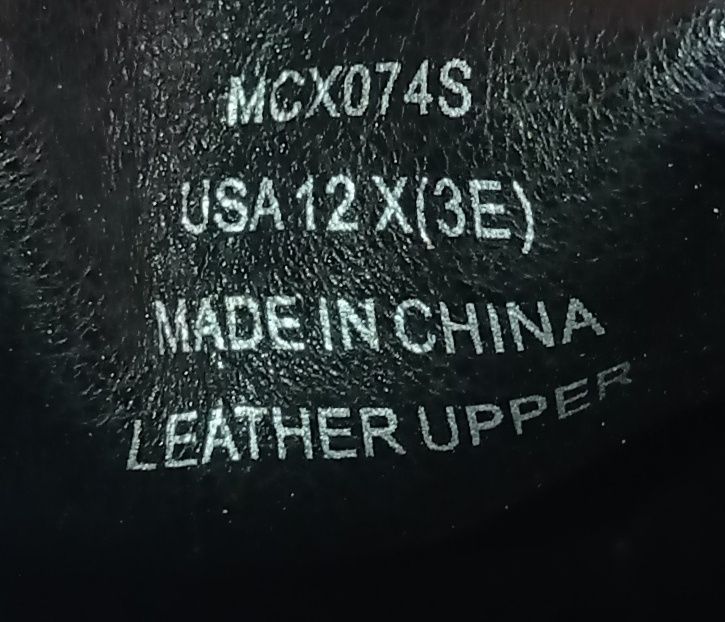 MCX074S
USA 12 X(3E)
MADE IN CHINA
LEATHER UPPER